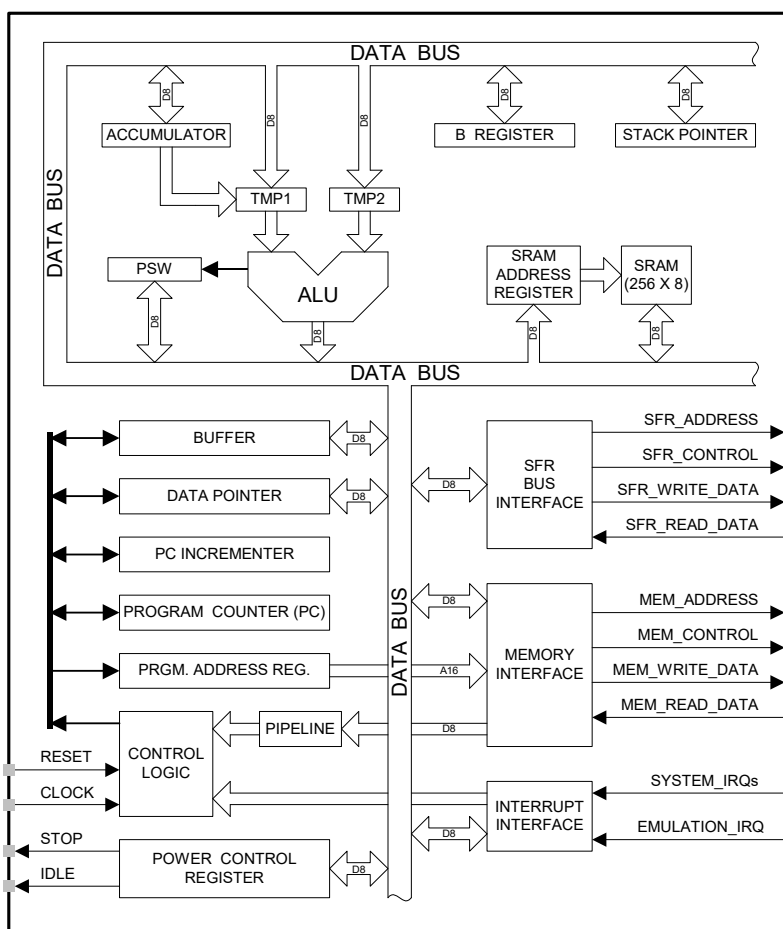 DATA BUS
D8
D8
D8
D8
D8
ACCUMULATOR
B REGISTER
STACK POINTER
DATA BUS
TMP1
TMP2
PSW
ALU
SRAM
ADDRESS
REGISTER
SRAM
(256 X 8)
D8
D8
D8
D8
DATA BUS
BUFFER
D8
DATA POINTER
D8
PC INCREMENTER
PROGRAM COUNTER (PC)
PRGM. ADDRESS REG.
DATA BUS
D8
SFR
BUS
INTERFACE
SFR_ADDRESS
SFR_CONTROL
SFR_WRITE_DATA
SFR_READ_DATA
D8
A16
D8
MEMORY
INTERFACE
MEM_ADDRESS
MEM_CONTROL
MEM_WRITE_DATA
MEM_READ_DATA
PIPELINE
CONTROL
LOGIC
RESET
CLOCK
INTERRUPT
INTERFACE
D8
SYSTEM_IRQs
EMULATION_IRQ
STOP
IDLE
POWER CONTROL
REGISTER
D8